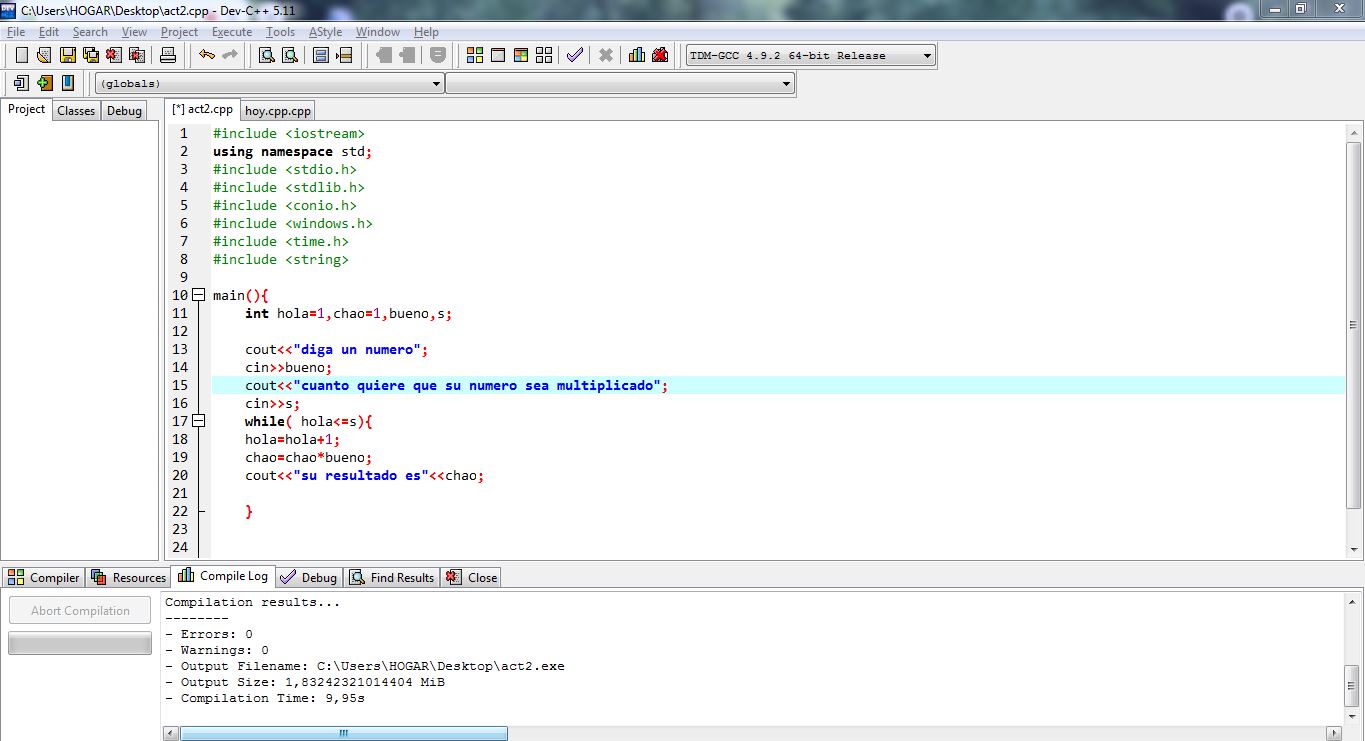 C:\Users\HOGAR\Desktop\act2.cpp - Dev-C++ 5.11
File Edit Search View Project Execute Tools AStyle Window Help
TDM-GCC 4.9.2 64-bit Release
(globals)
Project Classes Debug
[*] act2.cpp hoy.cpp.cpp
1 #include <iostream>
2 using namespace std;
3 #include <stdio.h>
4 #include <stdlib.h>
5 #include <conio.h>
6 #include <windows.h>
7 #include <time.h>
8 #include <string>
9
10 main(){
11 int hola=1,chao=1,bueno,s;
12
13 cout<<"diga un numero";
14 cin>>bueno;
15 cout<<"cuanto quiere que su numero sea multiplicado";
16 cin>>s;
17 while( hola<=s){
18 hola=hola+1;
19 chao=chao*bueno;
20 cout<<"su resultado es"<<chao;
21
22 }
23
24
Compiler Resources Compile Log Debug Find Results Close
Abort Compilation
Compilation results...
--------
- Errors: 0
- Warnings: 0
- Output Filename: C:\Users\HOGAR\Desktop\act2.exe
- Output Size: 1,83242321014404 MiB
- Compilation Time: 9,95s